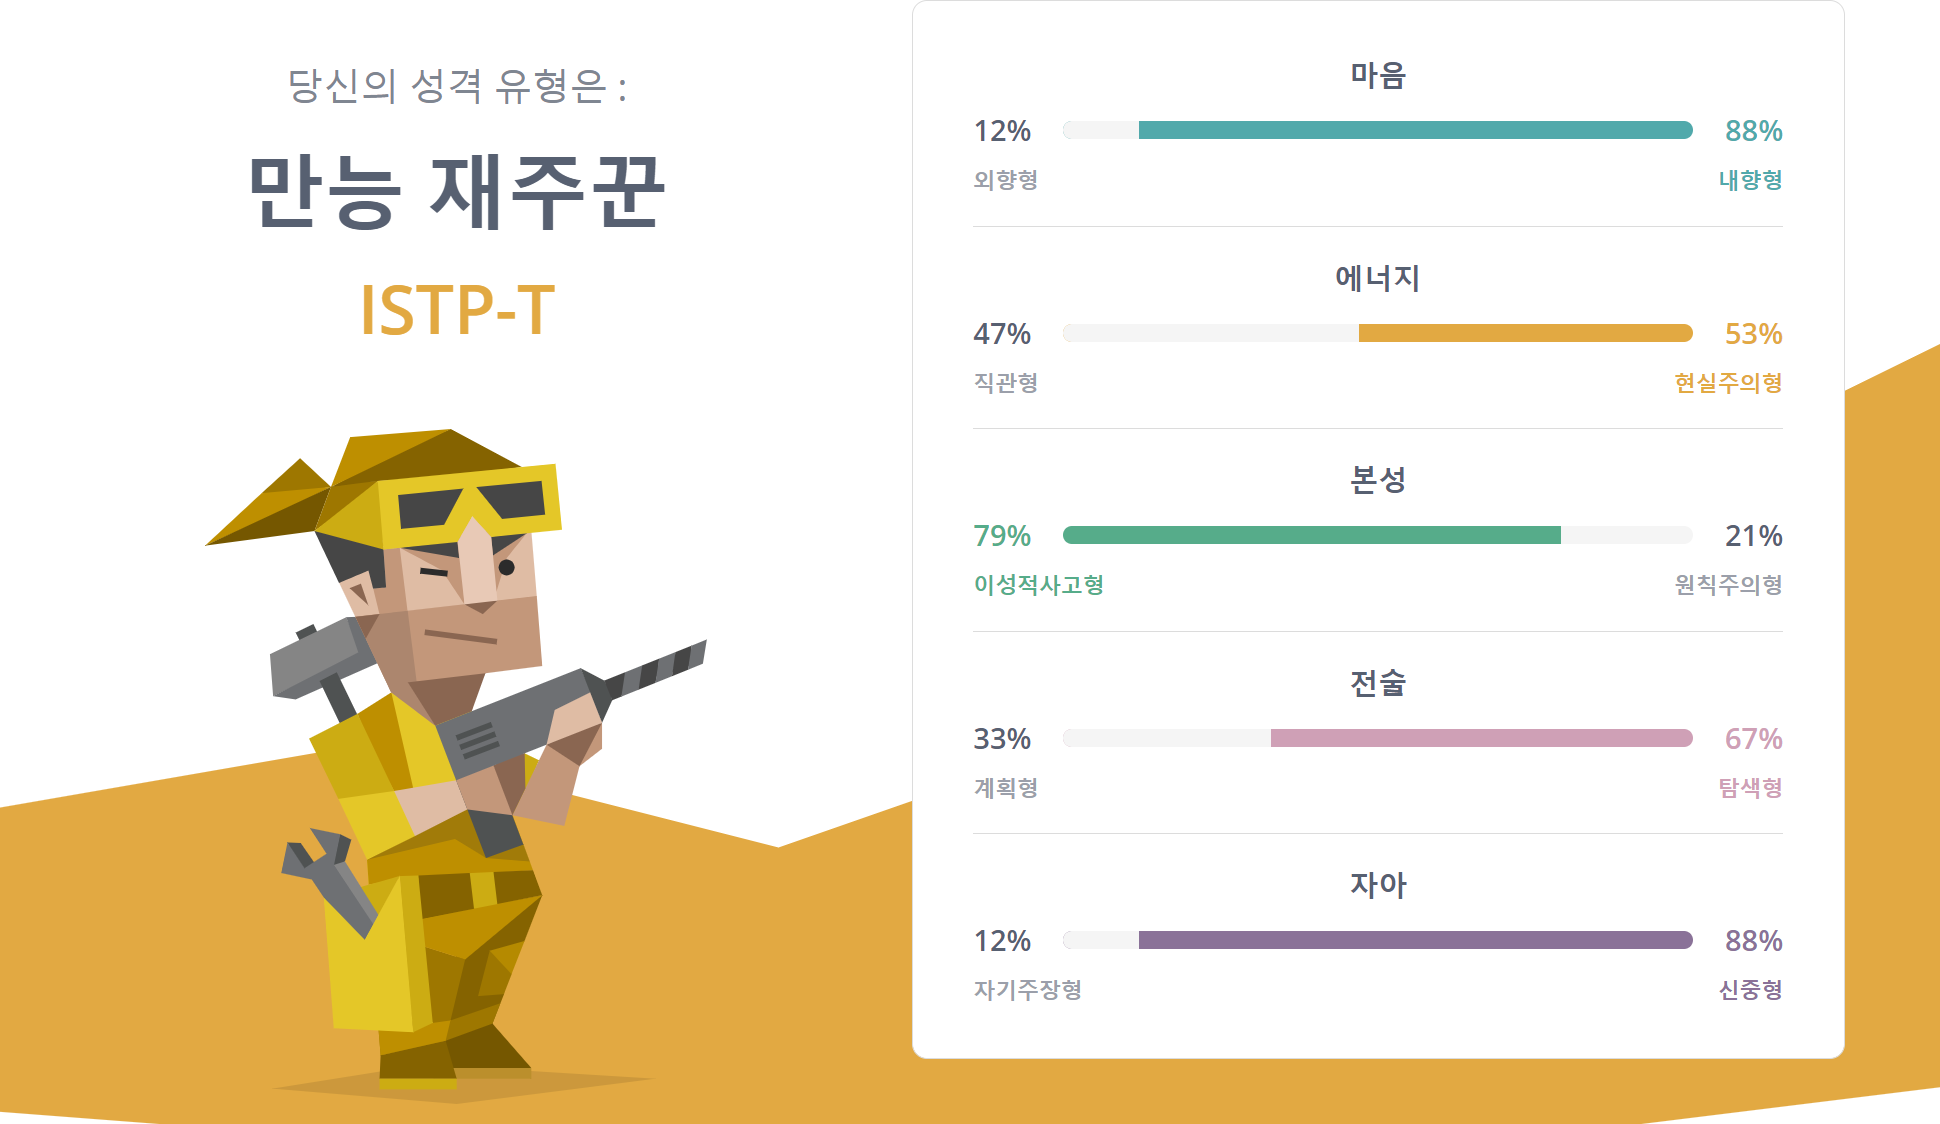 당신의 성격 유형은 :
만능 재주꾼
ISTP-T
마음
12% 88%
외향형 내향형
에너지
47% 53%
직관형 현실주의형
본성
79% 21%
이성적사고형 원칙주의형
전술
33% 67%
계획형 탐색형
자아
12% 88%
자기주장형 신중형